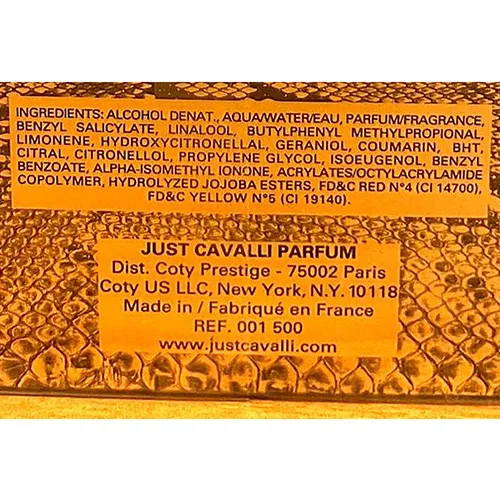 INGREDIENTS: ALCOHOL DENAT., AQUA/WATER/EAU, PARFUM/FRAGRANCE,
BENZYL SALICYLATE, LINALOOL, BUTYLPHENYL METHYLPROPIONAL,
LIMONENE, HYDROXYCITRONELLAL, GERANIOL, COUMARIN, BHT,
CITRAL, CITRONELLOL, PROPYLENE GLYCOL, ISOEUGENOL, BENZYL
BENZOATE, ALPHA-ISOMETHYL IONONE, ACRYLATES/OCTYLACRYLAMIDE
COPOLYMER, HYDROLYZED JOJOBA ESTERS, FD&C RED N°4 (CI 14700),
FD&C YELLOW N°5 (CI 19140).
JUST CAVALLI PARFUM
Dist. Coty Prestige - 75002 Paris
Coty US LLC, New York, N.Y. 10118
Made in / Fabriqué en France
REF. 001 500
www.justcavalli.com